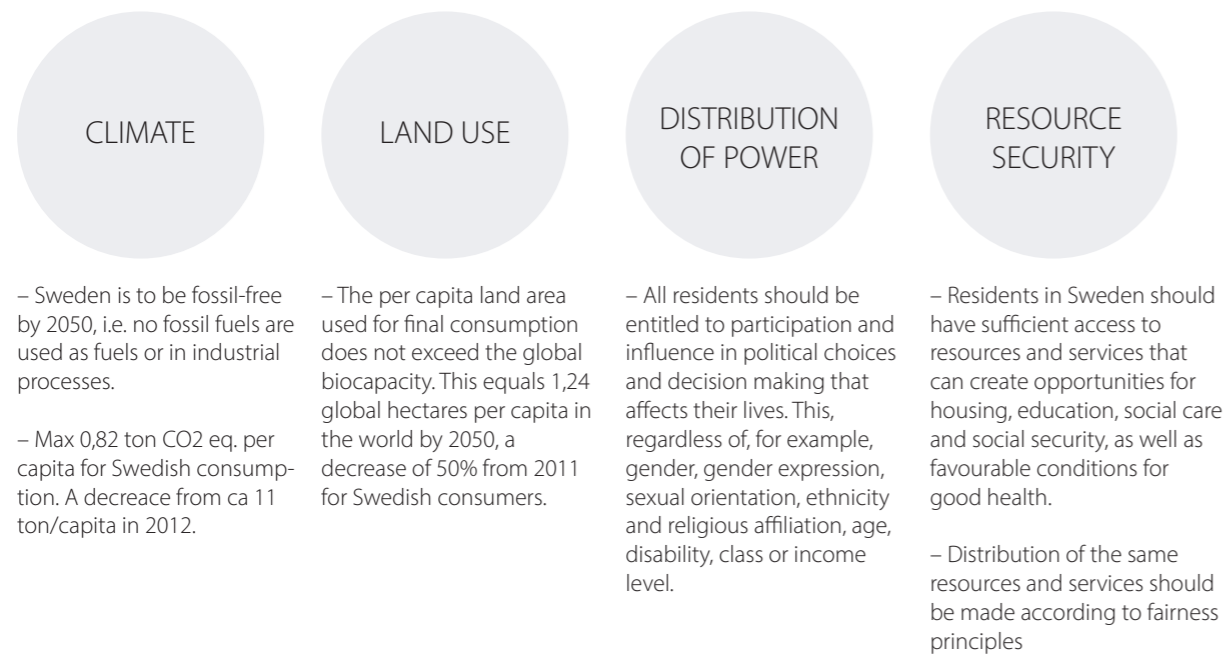 CLIMATE
– Sweden is to be fossil-free
by 2050, i.e. no fossil fuels are
used as fuels or in industrial
processes.
– Max 0,82 ton CO2 eq. per
capita for Swedish consump-
tion. A decreace from ca 11
ton/capita in 2012.
LAND USE
– The per capita land area
used for final consumption
does not exceed the global
biocapacity. This equals 1,24
global hectares per capita in
the world by 2050, a
decrease of 50% from 2011
for Swedish consumers.
DISTRIBUTION
OF POWER
– All residents should be
entitled to participation and
influence in political choices
and decision making that
affects their lives. This,
regardless of, for example,
gender, gender expression,
sexual orientation, ethnicity
and religious affiliation, age,
disability, class or income
level.
RESOURCE
SECURITY
– Residents in Sweden should
have sufficient access to
resources and services that
can create opportunities for
housing, education, social care
and social security, as well as
favourable conditions for
good health.
– Distribution of the same
resources and services should
be made according to fairness
principles